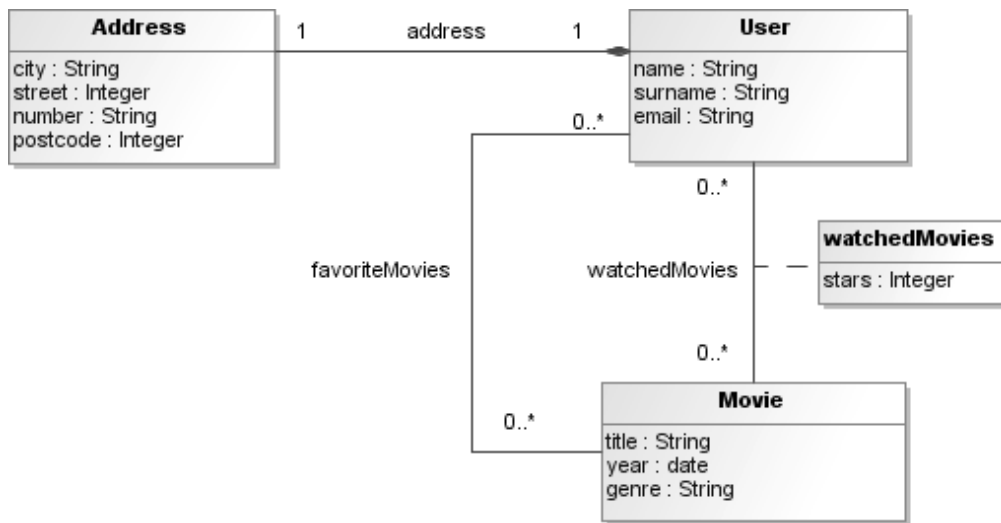 Address
city : String
street : Integer
number : String
postcode : Integer
1 address 1
User
name : String
surname : String
email : String
0..*
0..*
favoriteMovies
watchedMovies
watchedMovies
stars : Integer
0..*
0..*
Movie
title : String
year : date
genre : String